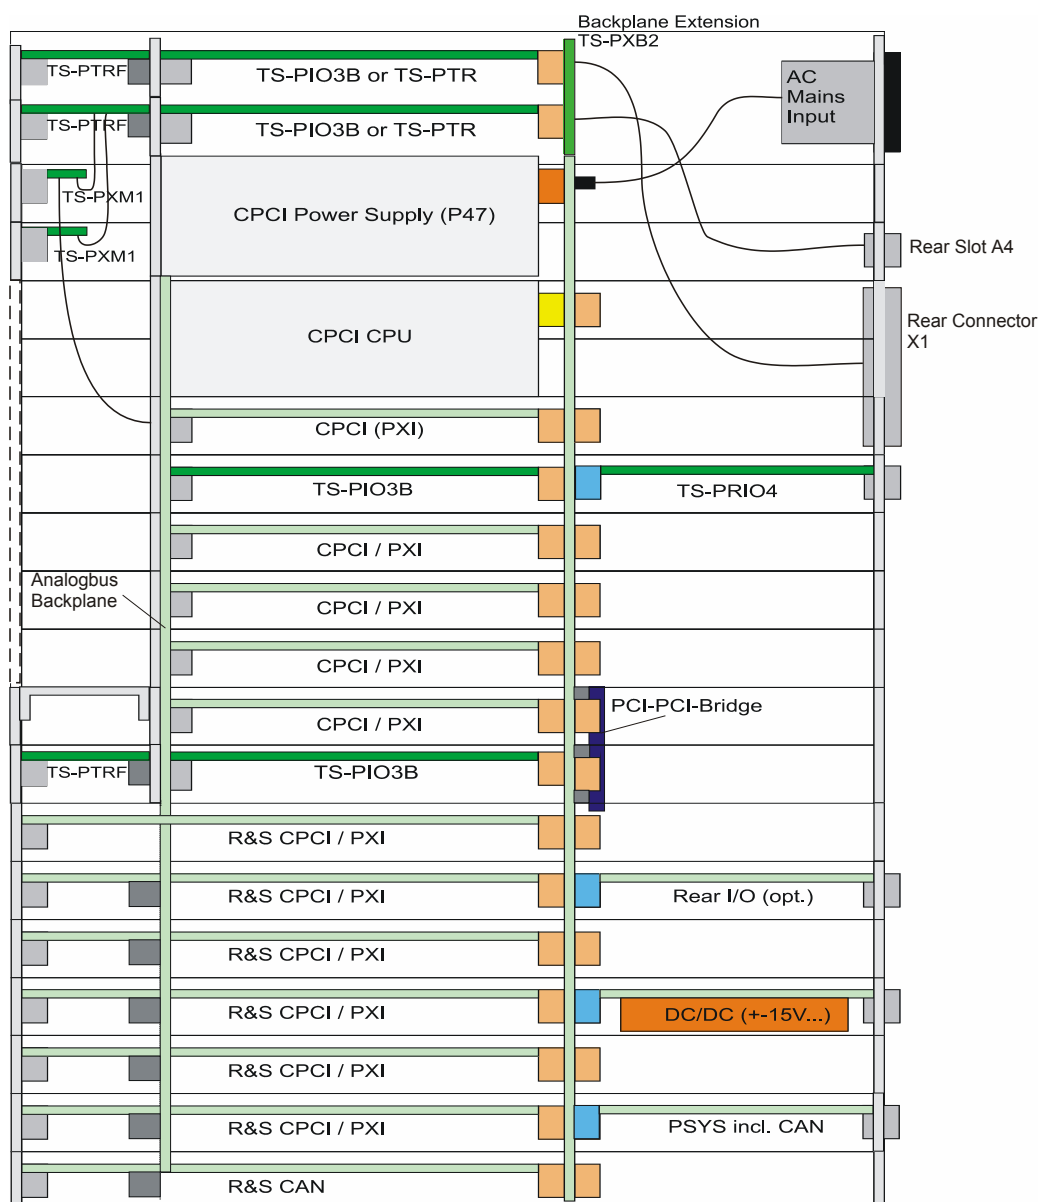 Backplane Extension
TS-PXB2
TS-PTRF
TS-PIO3B or TS-PTR
AC
Mains
Input
TS-PTRF
TS-PIO3B or TS-PTR
TS-PXM1
CPCI Power Supply (P47)
TS-PXM1
Rear Slot A4
CPCI CPU
Rear Connector
X1
CPCI (PXI)
TS-PIO3B
TS-PRIO4
CPCI / PXI
Analogbus
Backplane
CPCI / PXI
CPCI / PXI
CPCI / PXI
PCI-PCI-Bridge
TS-PTRF
TS-PIO3B
R&S CPCI / PXI
R&S CPCI / PXI
Rear I/O (opt.)
R&S CPCI / PXI
R&S CPCI / PXI
DC/DC (+-15V...)
R&S CPCI / PXI
R&S CPCI / PXI
PSYS incl. CAN
R&S CAN